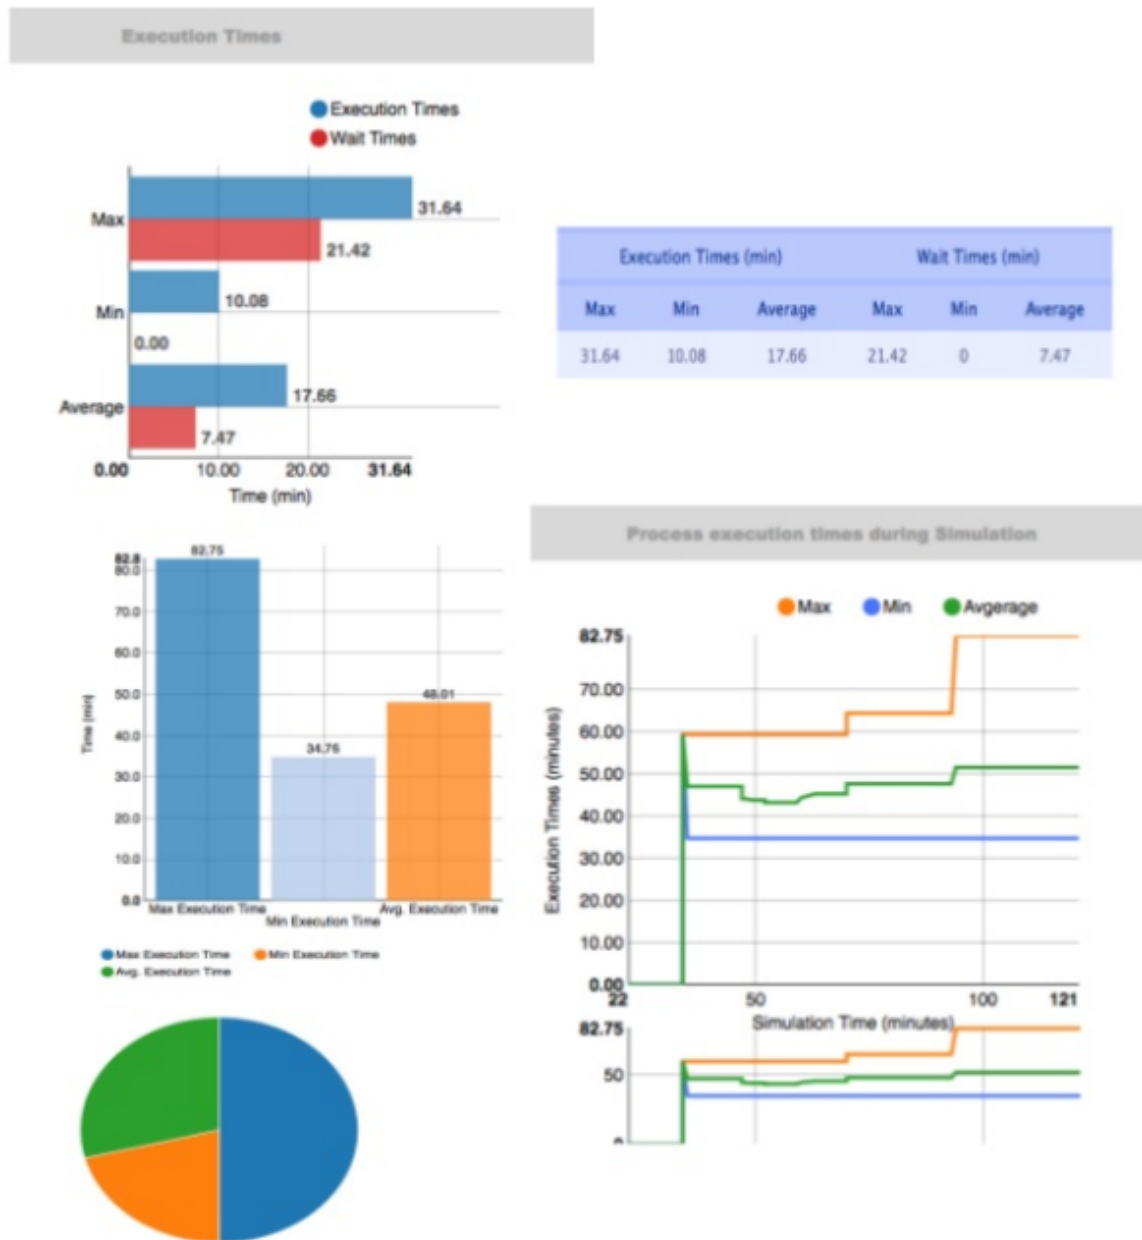 Execution Times
Execution Times
Wait Times
Max
31.64
21.42
Min
10.08
0.00
Average
17.66
7.47
0.00 10.00 20.00 31.64
Time (min)
Execution Times (min) Wait Times (min)
Max Min Average Max Min Average
31.64 10.08 17.66 21.42 0 7.47
82.8
80.0
70.0
60.0
50.0
40.0
30.0
20.0
10.0
0.0
Time (min)
82.75
34.76
48.01
Max Execution Time Min Execution Time Avg. Execution Time
Max Execution Time Min Execution Time
Avg. Execution Time
Process execution times during Simulation
Max Min Avgerage
82.75
70.00
60.00
50.00
40.00
30.00
20.00
10.00
0.00
Execution Times (minutes)
22 50 100 121
Simulation Time (minutes)
82.75
50
0